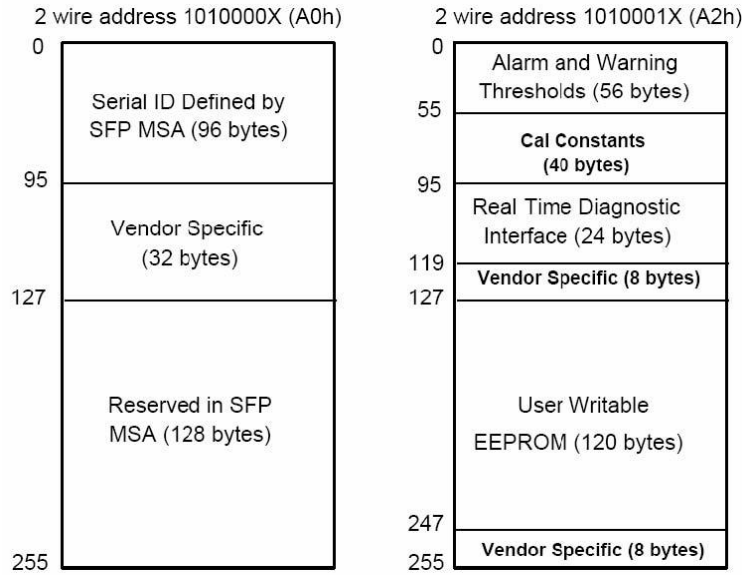 2 wire address 1010000X (A0h)
0
Serial ID Defined by
SFP MSA (96 bytes)
95
Vendor Specific
(32 bytes)
127
Reserved in SFP
MSA (128 bytes)
255
2 wire address 1010001X (A2h)
0
Alarm and Warning
Thresholds (56 bytes)
55
Cal Constants
(40 bytes)
95
Real Time Diagnostic
Interface (24 bytes)
119
Vendor Specific (8 bytes)
127
User Writable
EEPROM (120 bytes)
247
Vendor Specific (8 bytes)
255